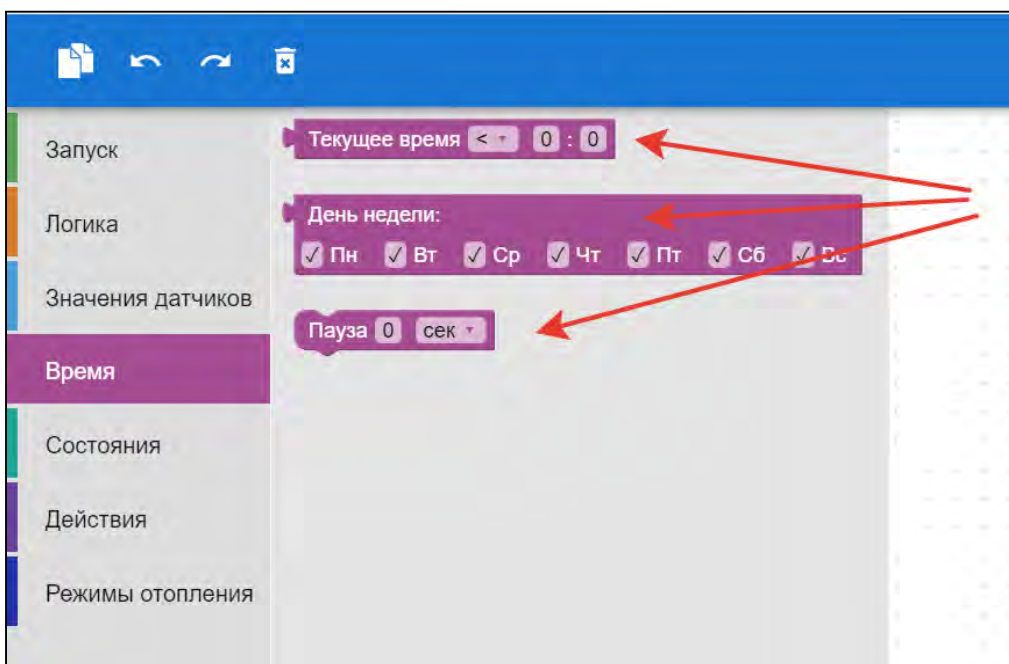 Запуск
Логика
Значения датчиков
Время
Состояния
Действия
Режимы отопления
Текущее время < 0 : 0
День недели:
Пн Вт Ср Чт Пт Сб Вс
Пауза 0 сек